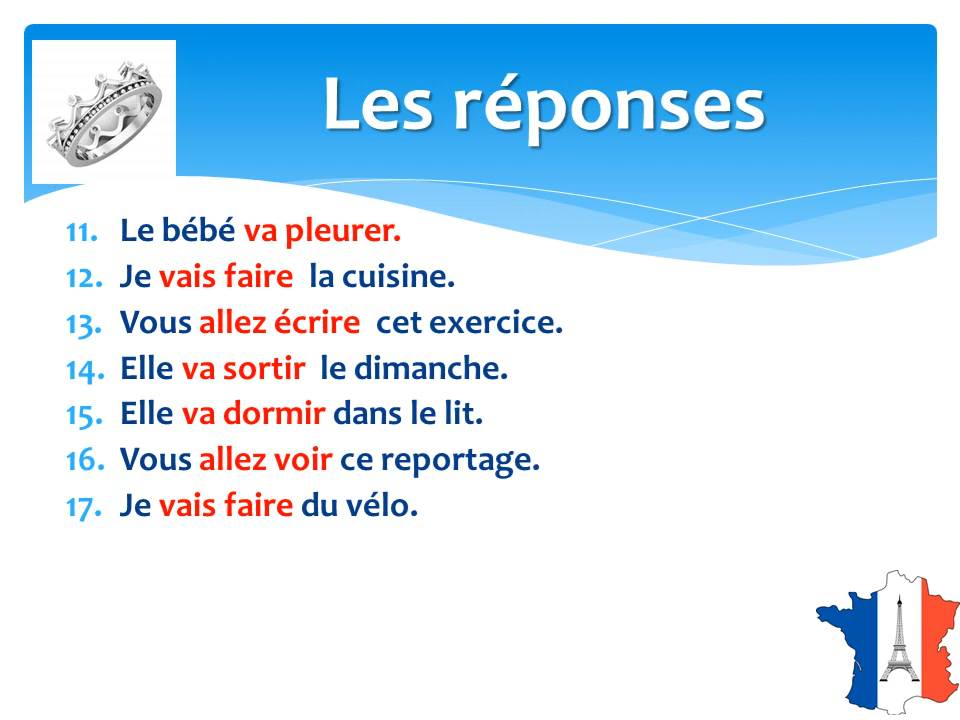 Les réponses
11. Le bébé va pleurer.
12. Je vais faire la cuisine.
13. Vous allez écrire cet exercice.
14. Elle va sortir le dimanche.
15. Elle va dormir dans le lit.
16. Vous allez voir ce reportage.
17. Je vais faire du vélo.